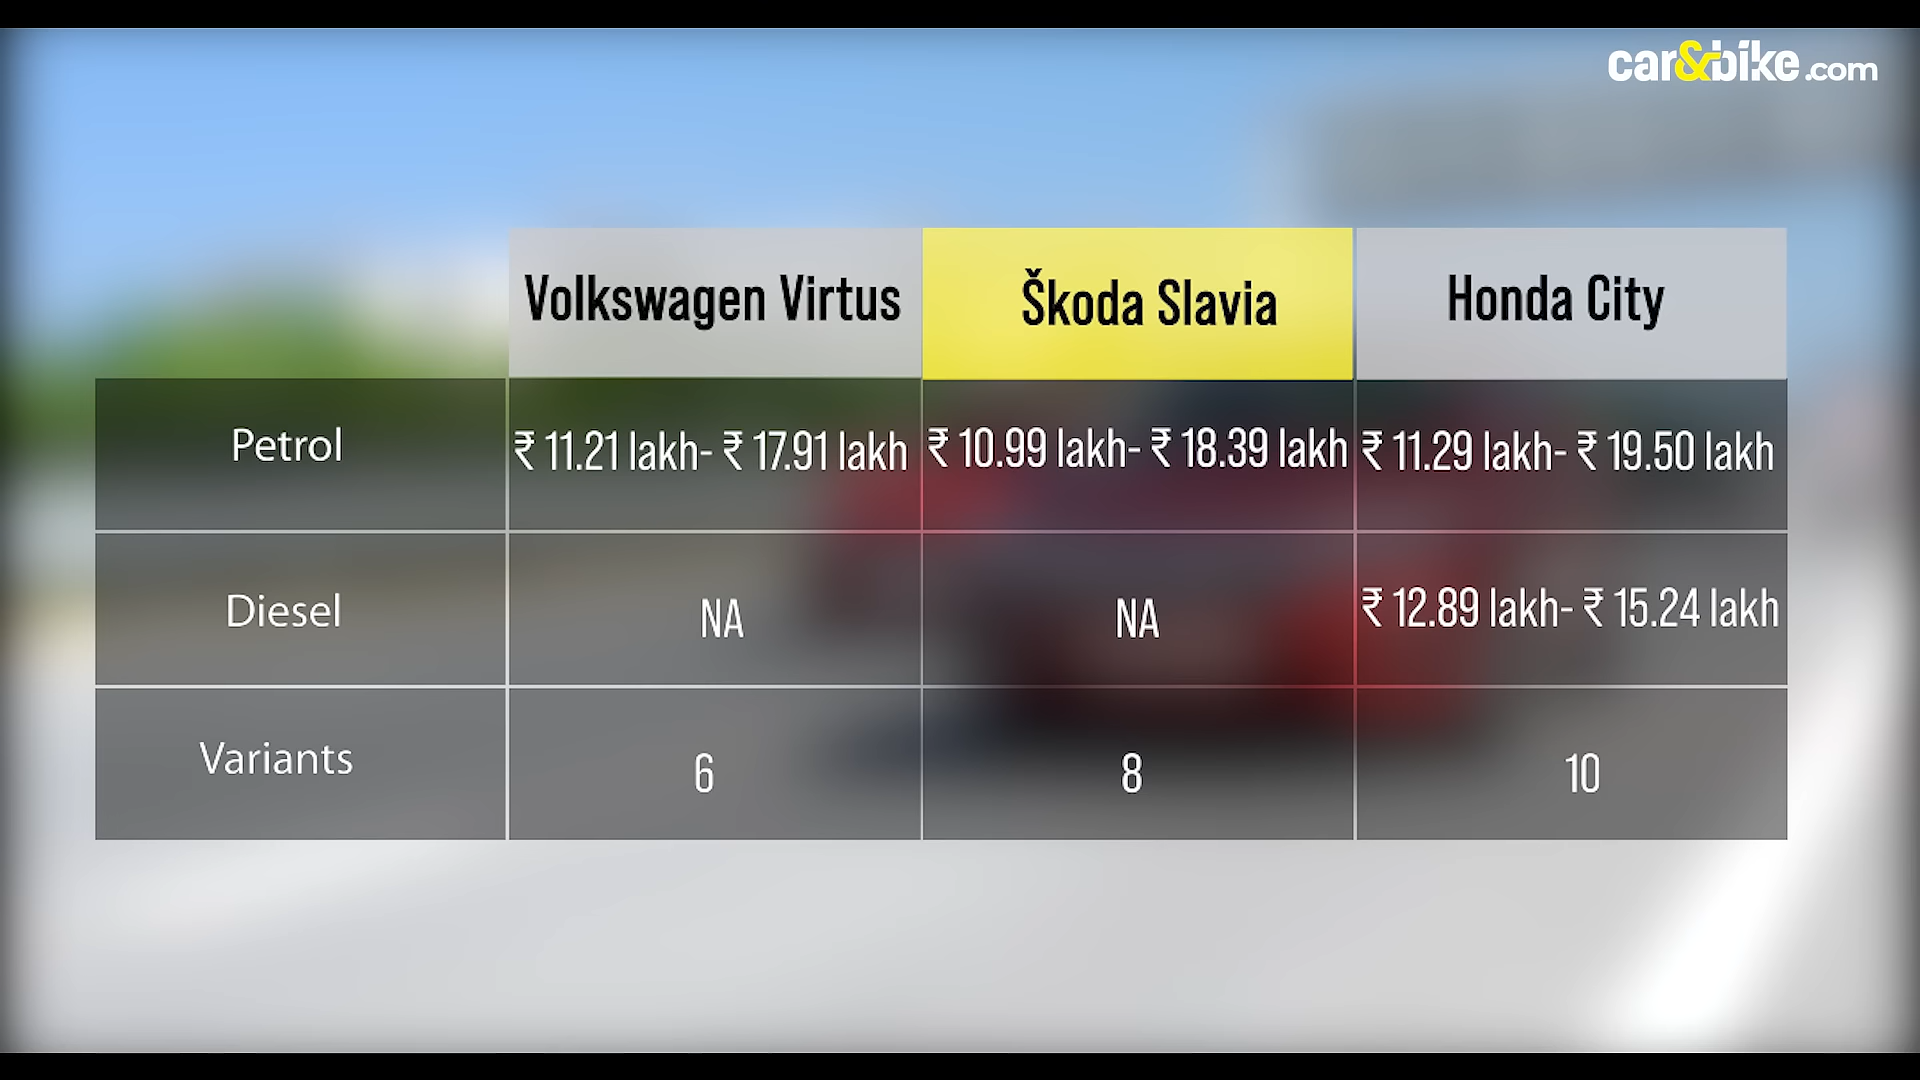 car&bike.com
Volkswagen Virtus Škoda Slavia Honda City
Petrol ₹ 11.21 lakh- ₹ 17.91 lakh ₹ 10.99 lakh- ₹ 18.39 lakh ₹ 11.29 lakh- ₹ 19.50 lakh
Diesel NA NA ₹ 12.89 lakh- ₹ 15.24 lakh
Variants 6 8 10